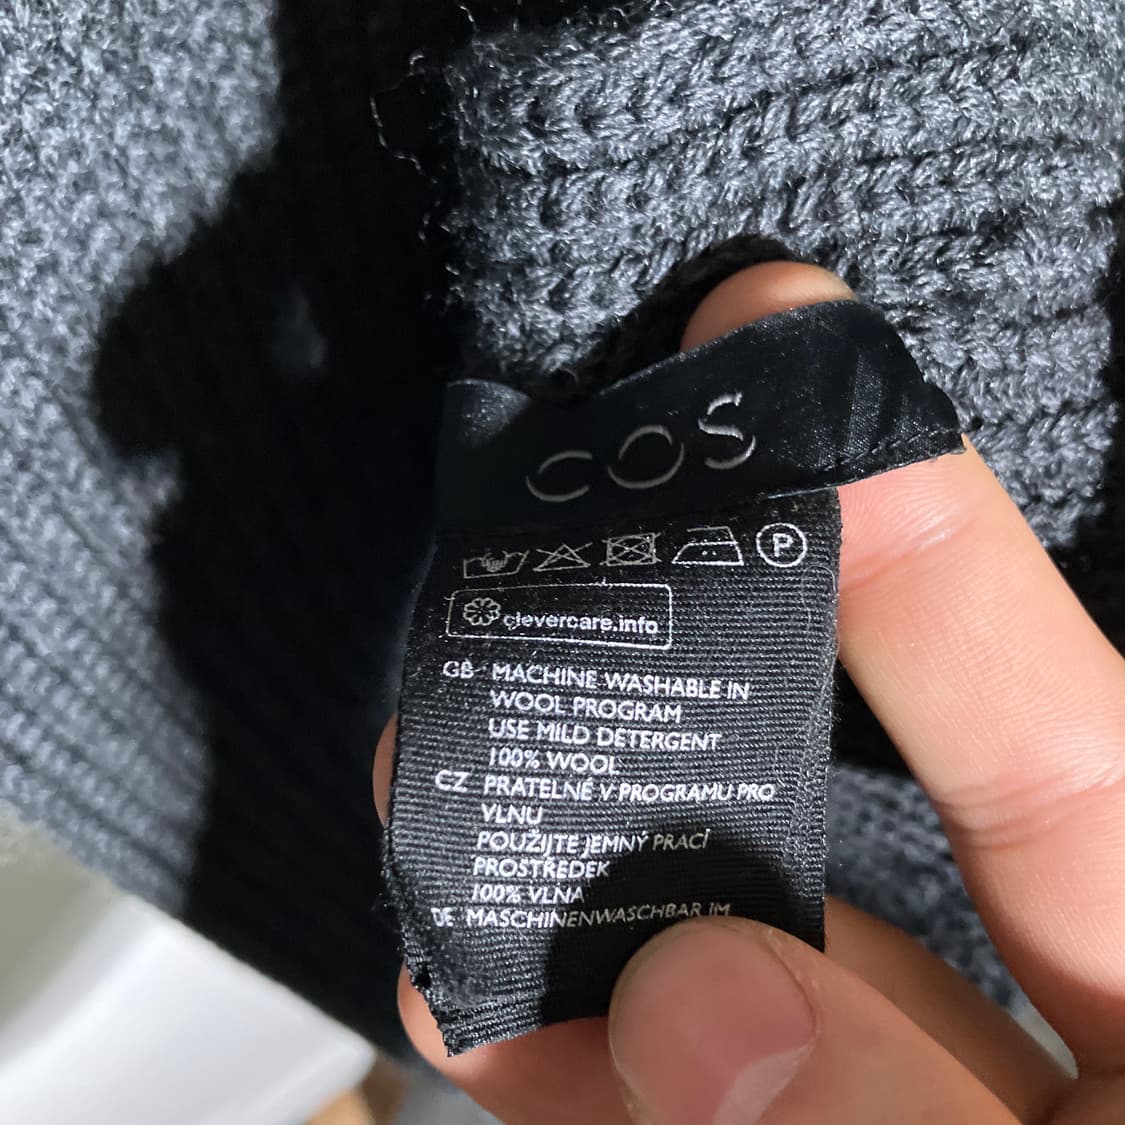 COS
P
clevercare.info
GB MACHINE WASHABLE IN
WOOL PROGRAM
USE MILD DETERGENT
100% WOOL
CZ PRATELNÉ V PROGRAMU PRO
VLNU
POUŽIJTE JEMNÝ PRACÍ
PROSTŘEDEK
100% VLNA
DE MASCHINENWASCHBAR IM